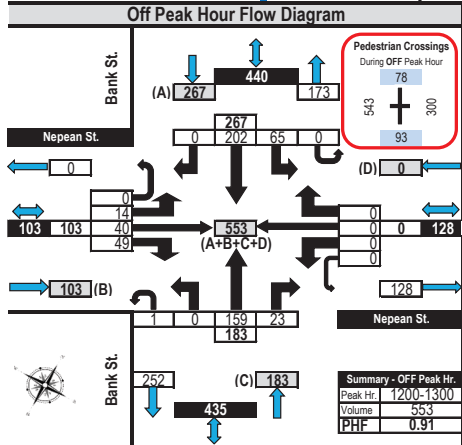 Off Peak Hour Flow Diagram
Bank St.
440
(A) 267
173
Pedestrian Crossings
During OFF Peak Hour
78
543
300
93
267
0 202 65 0
Nepean St.
0
(D) 0
0
14
103 103 40
49
553
(A+B+C+D)
0
0 0 128
0
0
103 (B)
128
1 0 159 23
183
Nepean St.
Bank St.
252
(C) 183
435
Summary - OFF Peak Hr.
Peak Hr. 1200-1300
Volume 553
PHF 0.91